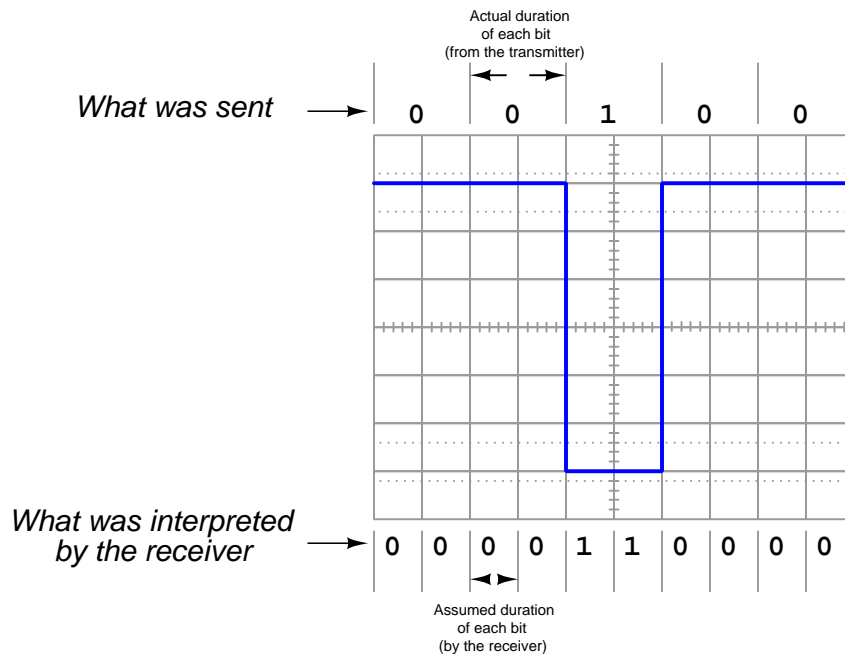 Actual duration
of each bit
(from the transmitter)
What was sent
0 0 1 0 0
What was interpreted
by the receiver
0 0 0 0 1 1 0 0 0 0
Assumed duration
of each bit
(by the receiver)